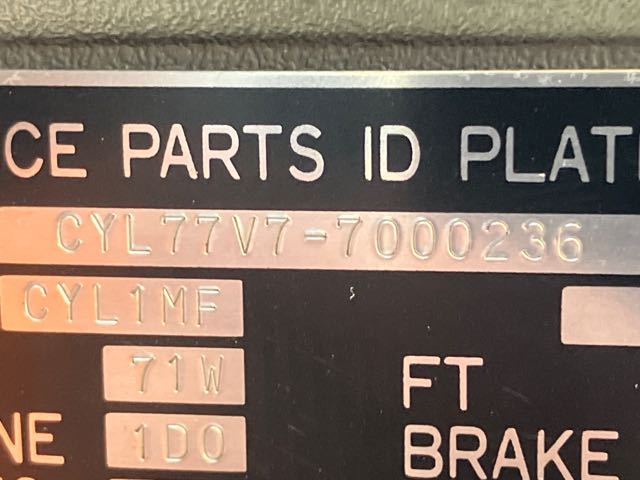 CE PARTS ID PLAT
CYL77V7-7000236
CYL1MF
71W FT
NE 1D0 BRAKE